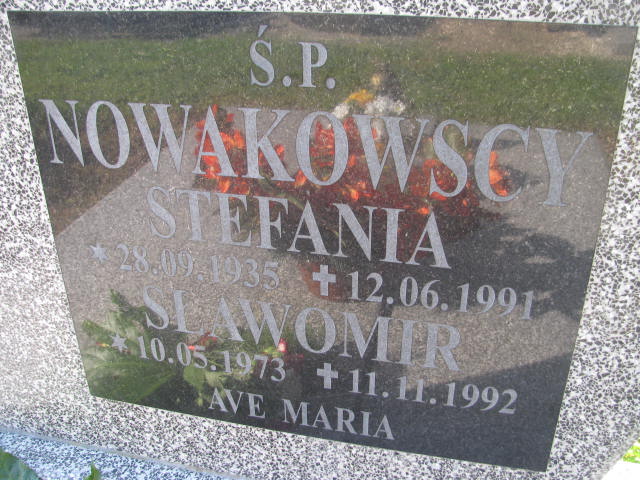 Ś.P.
NOWAKOWSCY
STEFANIA
* 28.09.1935 ✝ 12.06.1991
SŁAWOMIR
* 10.05.1973 ✝ 11.11.1992
AVE MARIA